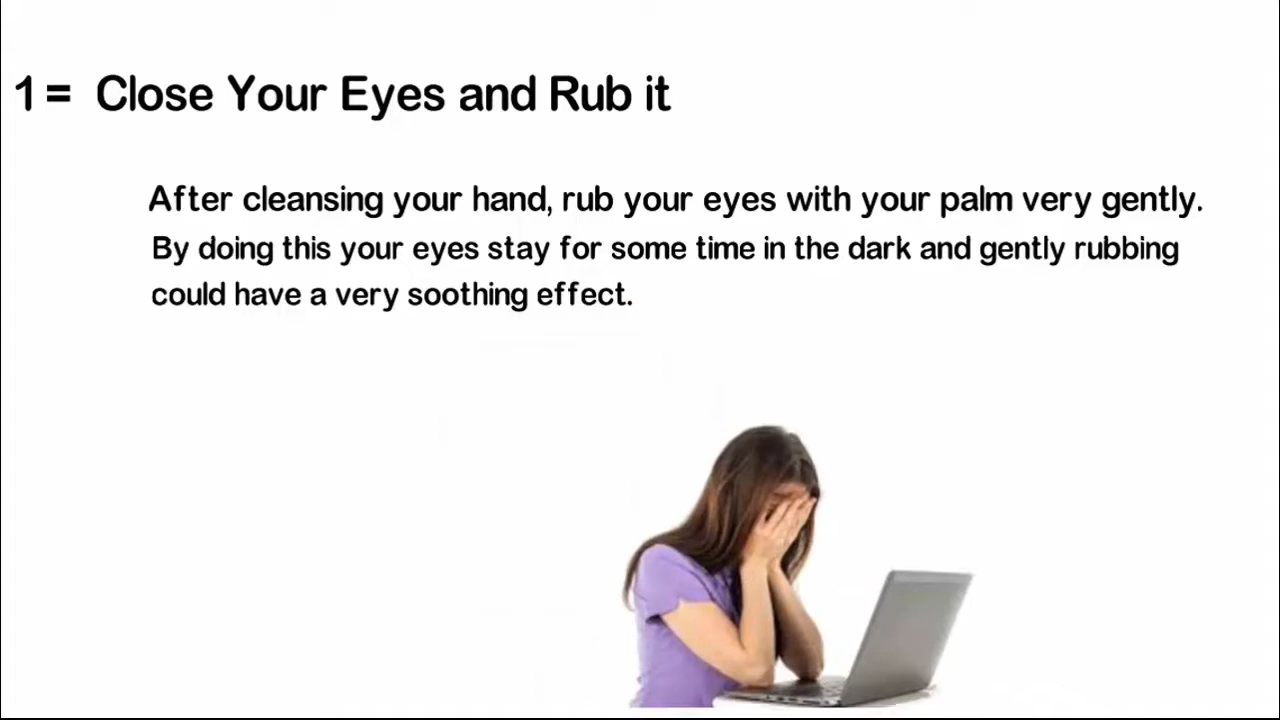 1= Close Your Eyes and Rub it
After cleansing your hand, rub your eyes with your palm very gently.
By doing this your eyes stay for some time in the dark and gently rubbing
could have a very soothing effect.